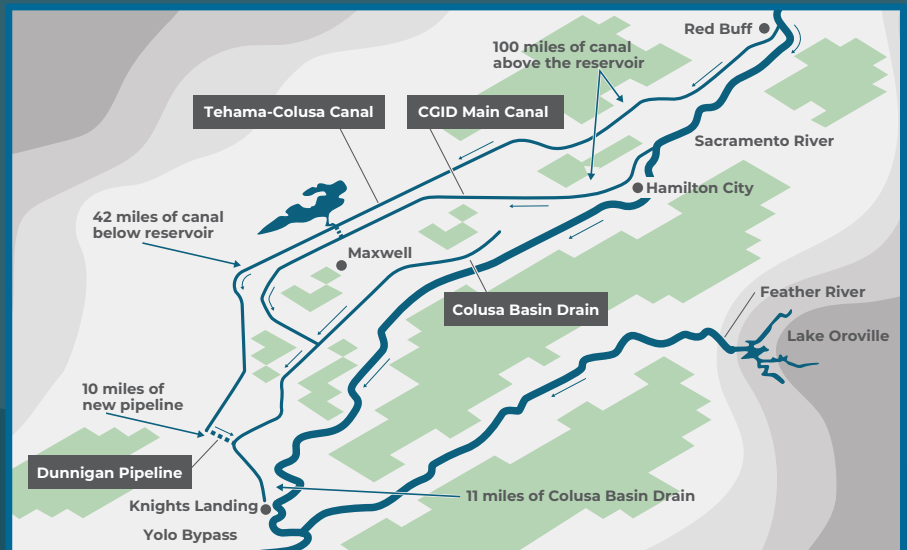 Red Buff
100 miles of canal
above the reservoir
Tehama-Colusa Canal
CGID Main Canal
Sacramento River
Hamilton City
42 miles of canal
below reservoir
Maxwell
Feather River
Colusa Basin Drain
Lake Oroville
10 miles of
new pipeline
Dunnigan Pipeline
11 miles of Colusa Basin Drain
Knights Landing
Yolo Bypass